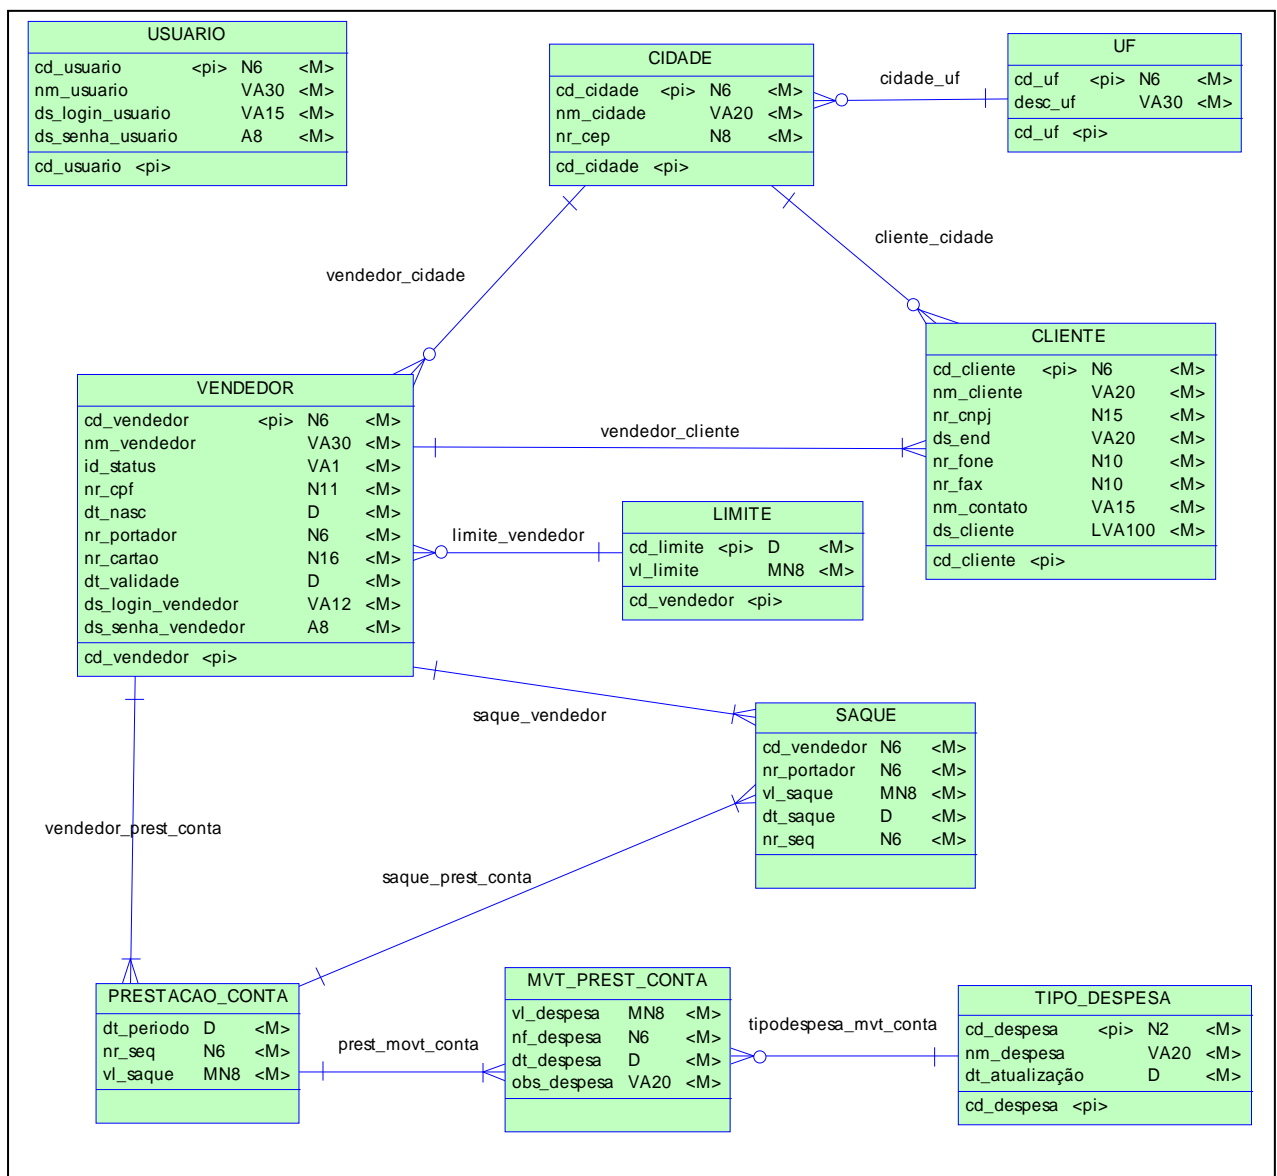 USUARIO
cd_usuario <pi> N6 <M>
nm_usuario VA30 <M>
ds_login_usuario VA15 <M>
ds_senha_usuario A8 <M>
cd_usuario <pi>
CIDADE
cd_cidade <pi> N6 <M>
nm_cidade VA20 <M>
nr_cep N8 <M>
cd_cidade <pi>
cidade_uf
UF
cd_uf <pi> N6 <M>
desc_uf VA30 <M>
cd_uf <pi>
vendedor_cidade
cliente_cidade
VENDEDOR
cd_vendedor <pi> N6 <M>
nm_vendedor VA30 <M>
id_status VA1 <M>
nr_cpf N11 <M>
dt_nasc D <M>
nr_portador N6 <M>
nr_cartao N16 <M>
dt_validade D <M>
ds_login_vendedor VA12 <M>
ds_senha_vendedor A8 <M>
cd_vendedor <pi>
vendedor_cliente
CLIENTE
cd_cliente <pi> N6 <M>
nm_cliente VA20 <M>
nr_cnpj N15 <M>
ds_end VA20 <M>
nr_fone N10 <M>
nr_fax N10 <M>
nm_contato VA15 <M>
ds_cliente LVA100 <M>
cd_cliente <pi>
limite_vendedor
LIMITE
cd_limite <pi> D <M>
vl_limite MN8 <M>
cd_vendedor <pi>
saque_vendedor
SAQUE
cd_vendedor N6 <M>
nr_portador N6 <M>
vl_saque MN8 <M>
dt_saque D <M>
nr_seq N6 <M>
vendedor_prest_conta
saque_prest_conta
PRESTACAO_CONTA
dt_periodo D <M>
nr_seq N6 <M>
vl_saque MN8 <M>
prest_movt_conta
MVT_PREST_CONTA
vl_despesa MN8 <M>
nf_despesa N6 <M>
dt_despesa D <M>
obs_despesa VA20 <M>
tipodespesa_mvt_conta
TIPO_DESPESA
cd_despesa <pi> N2 <M>
nm_despesa VA20 <M>
dt_atualização D <M>
cd_despesa <pi>